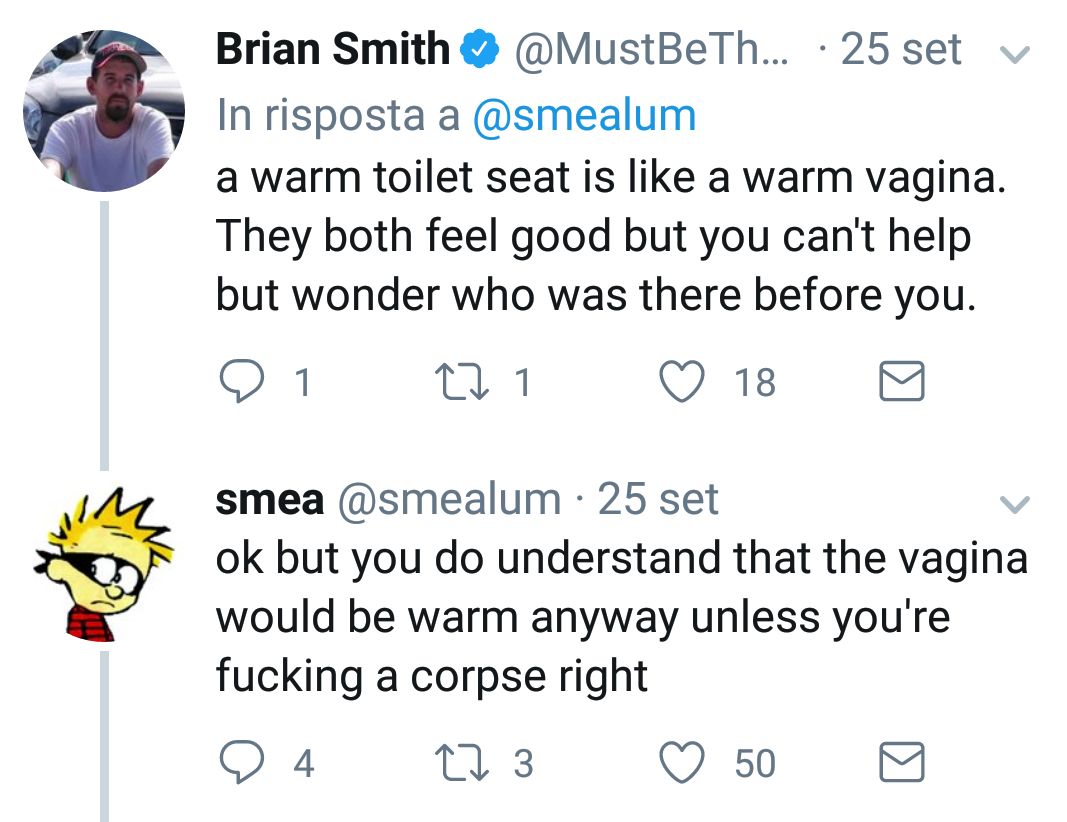 Brian Smith @MustBeTh... · 25 set
In risposta a @smealum
a warm toilet seat is like a warm vagina.
They both feel good but you can't help
but wonder who was there before you.
1 1 18
smea @smealum · 25 set
ok but you do understand that the vagina
would be warm anyway unless you're
fucking a corpse right
4 3 50